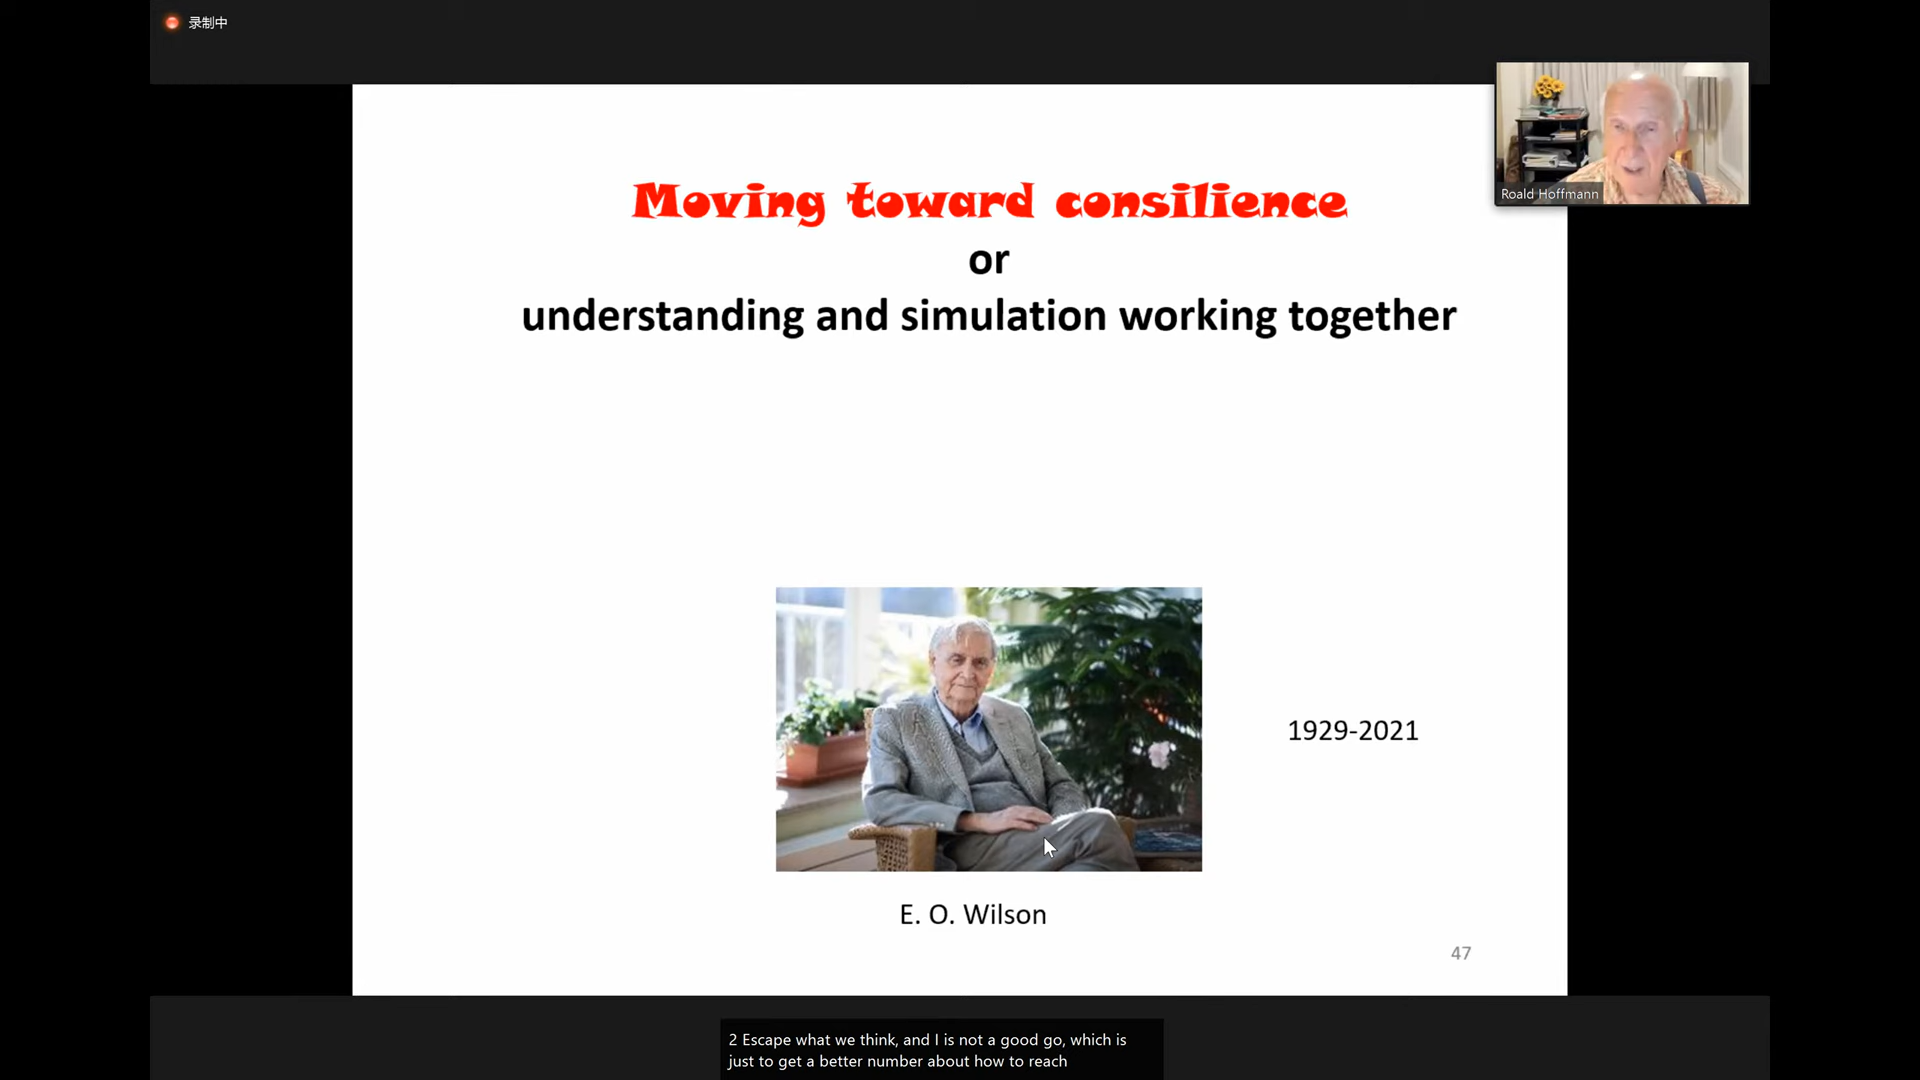 录制中
Roald Hoffmann
Moving toward consilience
or
understanding and simulation working together
1929-2021
E. O. Wilson
47
2 Escape what we think, and I is not a good go, which is
just to get a better number about how to reach